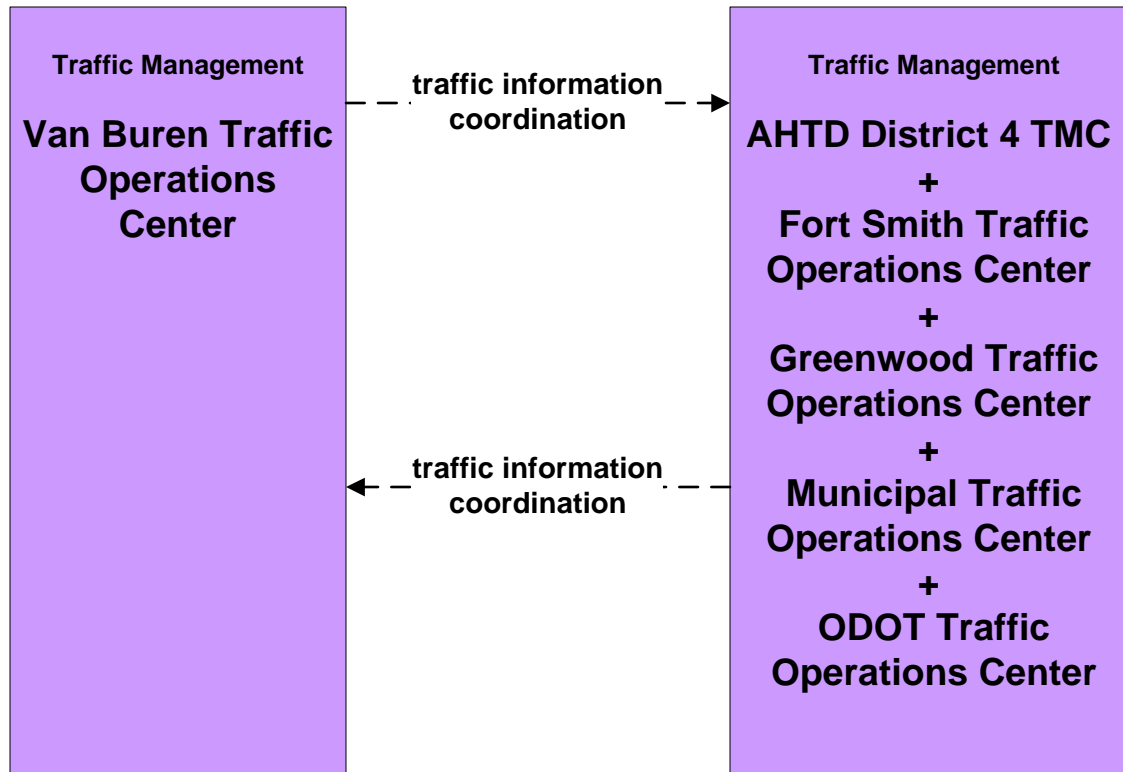 Traffic Management
Van Buren Traffic
Operations
Center
traffic information
coordination
traffic information
coordination
Traffic Management
AHTD District 4 TMC
+
Fort Smith Traffic
Operations Center
+
Greenwood Traffic
Operations Center
+
Municipal Traffic
Operations Center
+
ODOT Traffic
Operations Center